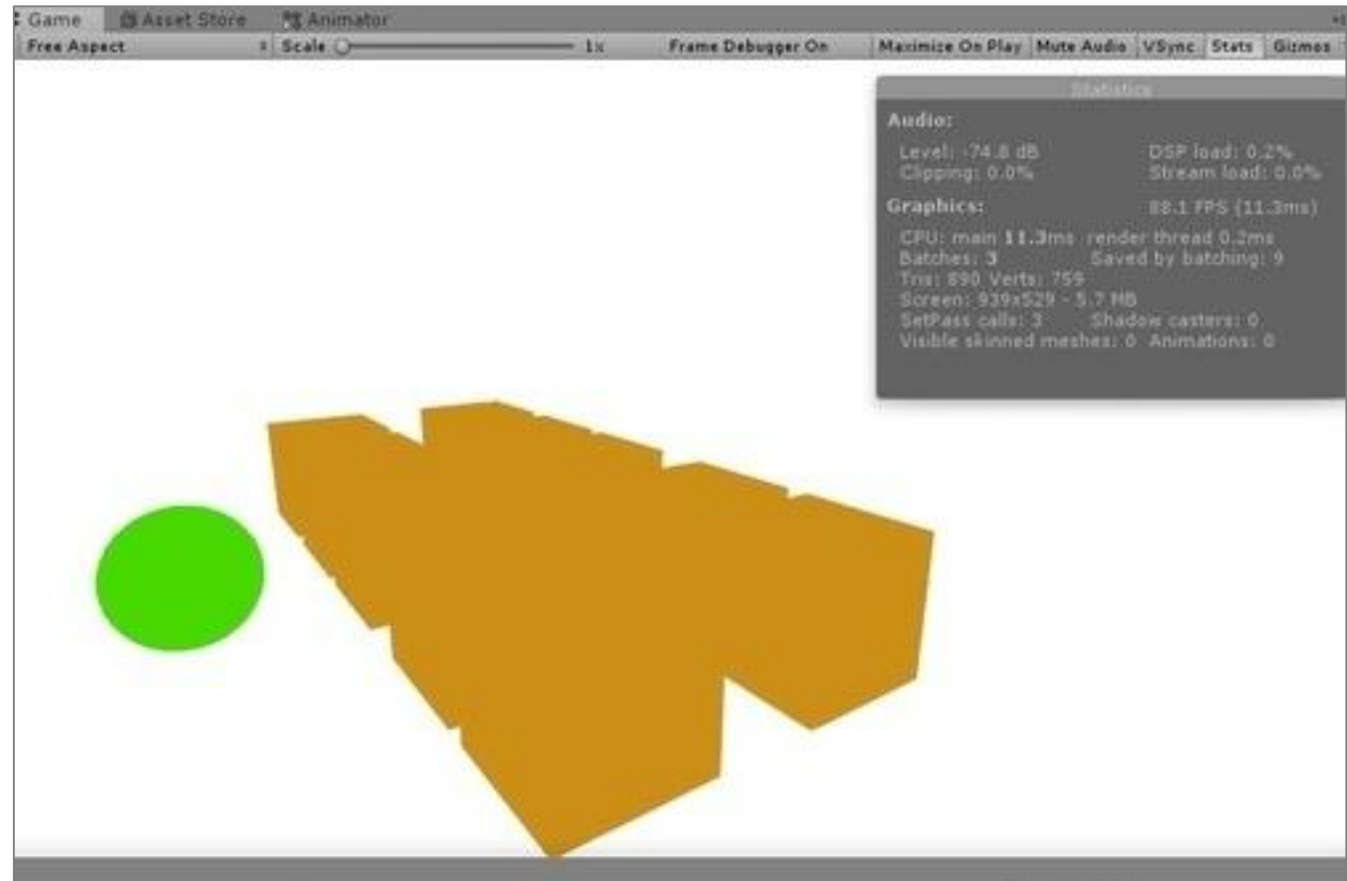 Game Asset Store Animator
Free Aspect Scale 1x Frame Debugger On Maximize On Play Mute Audio VSync Stats Gizmos
Statistics
Audio:
Level: -74.8 dB DSP load: 0.2%
Clipping: 0.0% Stream load: 0.0%
Graphics: 88.1 FPS (11.3ms)
CPU: main 11.3ms render thread 0.2ms
Batches: 3 Saved by batching: 9
Tris: 890 Verts: 759
Screen: 939x529 - 5.7 MB
SetPass calls: 3 Shadow casters: 0
Visible skinned meshes: 0 Animations: 0